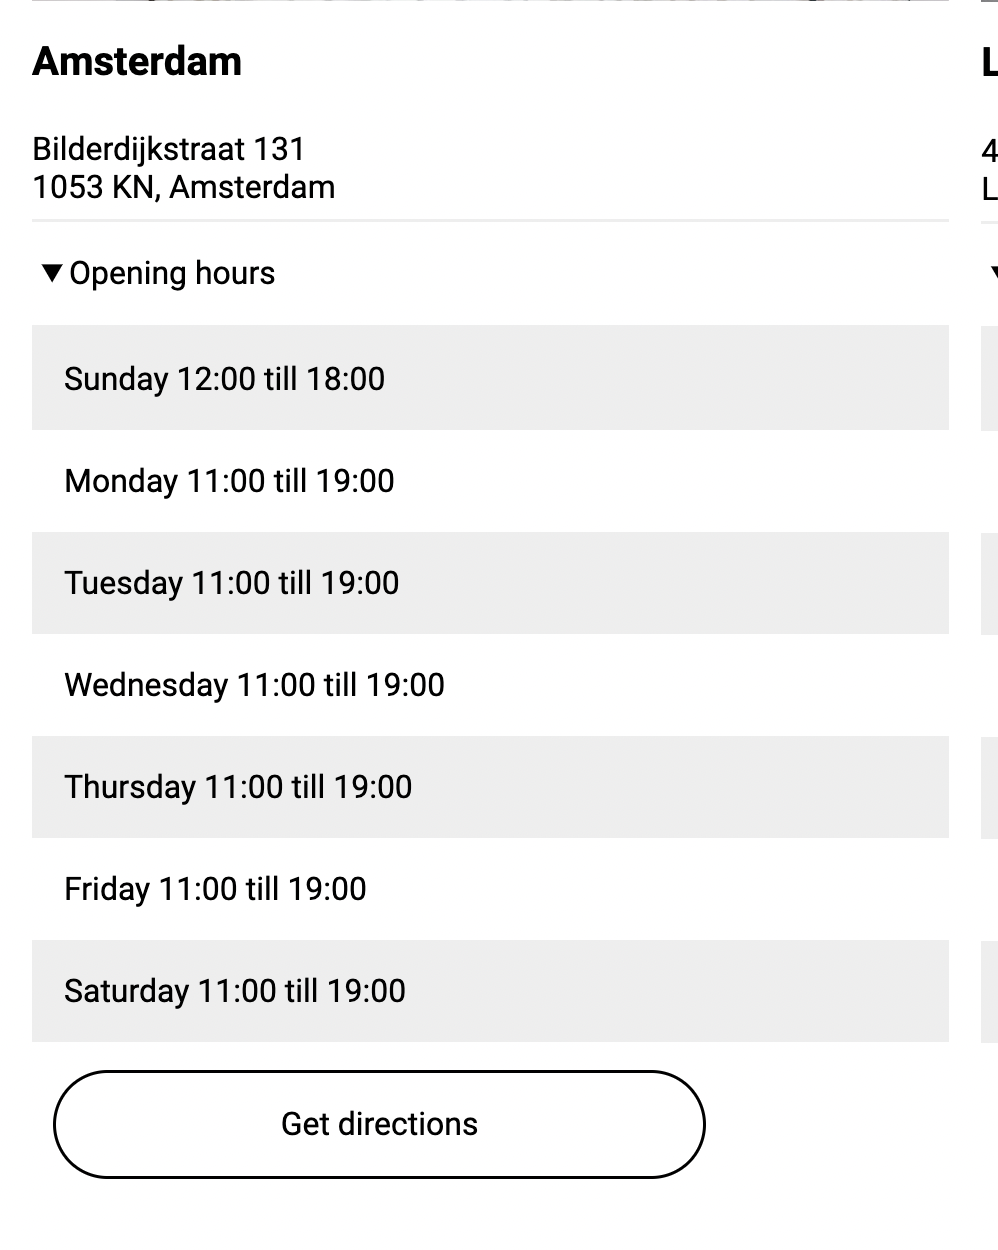 Amsterdam
Bilderdijkstraat 131
1053 KN, Amsterdam
▼ Opening hours
Sunday 12:00 till 18:00
Monday 11:00 till 19:00
Tuesday 11:00 till 19:00
Wednesday 11:00 till 19:00
Thursday 11:00 till 19:00
Friday 11:00 till 19:00
Saturday 11:00 till 19:00
Get directions